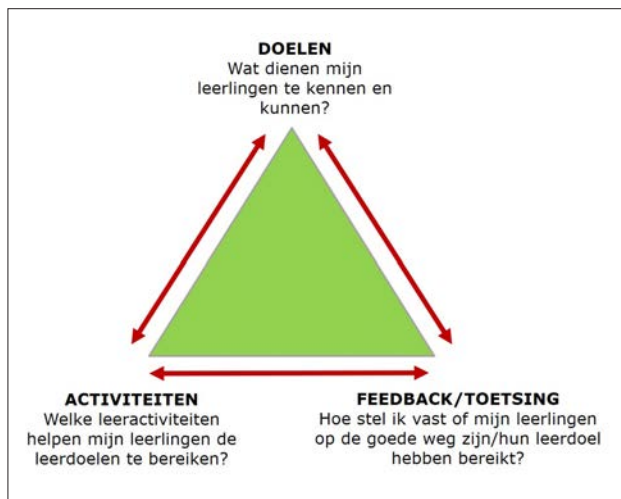 DOELEN
Wat dienen mijn
leerlingen te kennen en
kunnen?
ACTIVITEITEN
Welke leeractiviteiten
helpen mijn leerlingen de
leerdoelen te bereiken?
FEEDBACK/TOETSING
Hoe stel ik vast of mijn leerlingen
op de goede weg zijn/hun leerdoel
hebben bereikt?